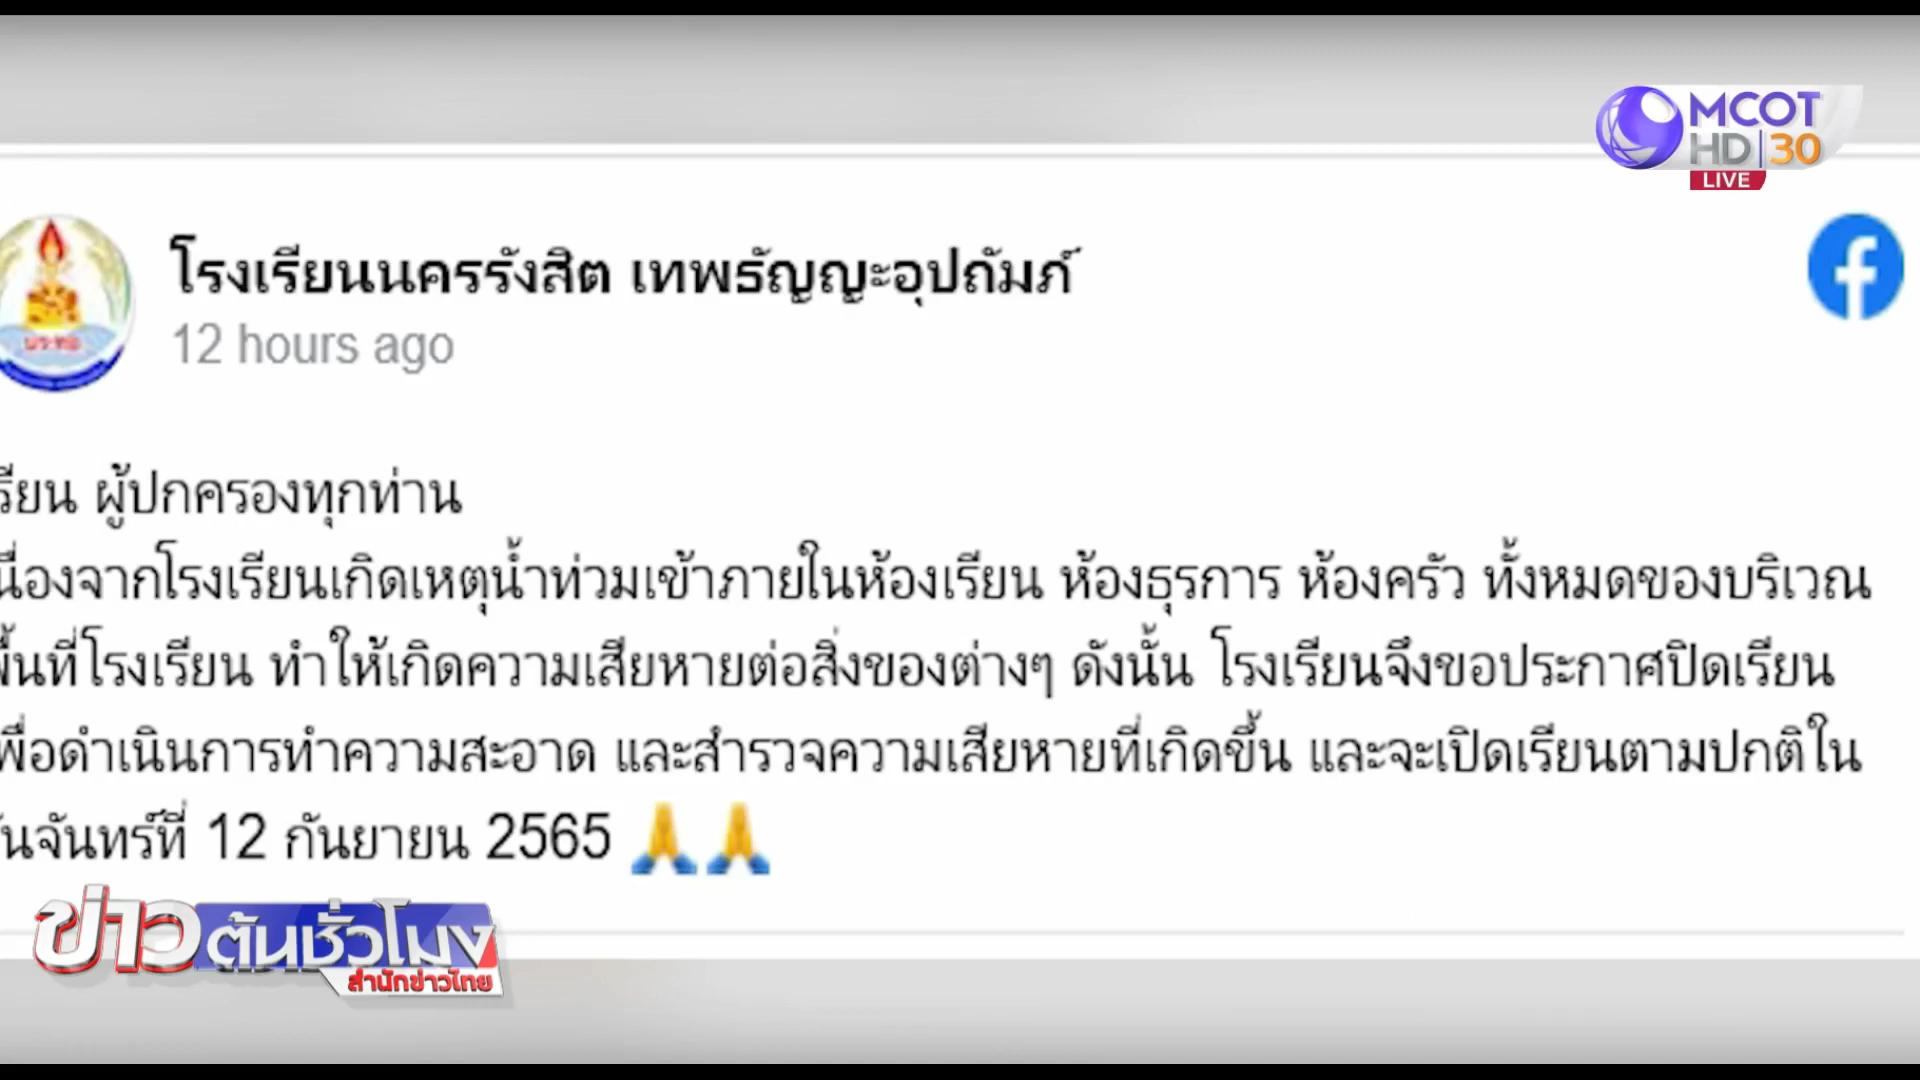 MCOT
HD 30
LIVE
โรงเรียนนครรังสิต เทพธัญญะอุปถัมภ์
12 hours ago
รียน ผู้ปกครองทุกท่าน
นื่องจากโรงเรียนเกิดเหตุน้ำท่วมเข้าภายในห้องเรียน ห้องธุรการ ห้องครัว ทั้งหมดของบริเวณ
พื้นที่โรงเรียน ทำให้เกิดความเสียหายต่อสิ่งของต่างๆ ดังนั้น โรงเรียนจึงขอประกาศปิดเรียน
พื่อดำเนินการทำความสะอาด และสำรวจความเสียหายที่เกิดขึ้น และจะเปิดเรียนตามปกติใน
ันจันทร์ที่ 12 กันยายน 2565 🙏🙏
ข่าวต้นชั่วโมง
สำนักข่าวไทย